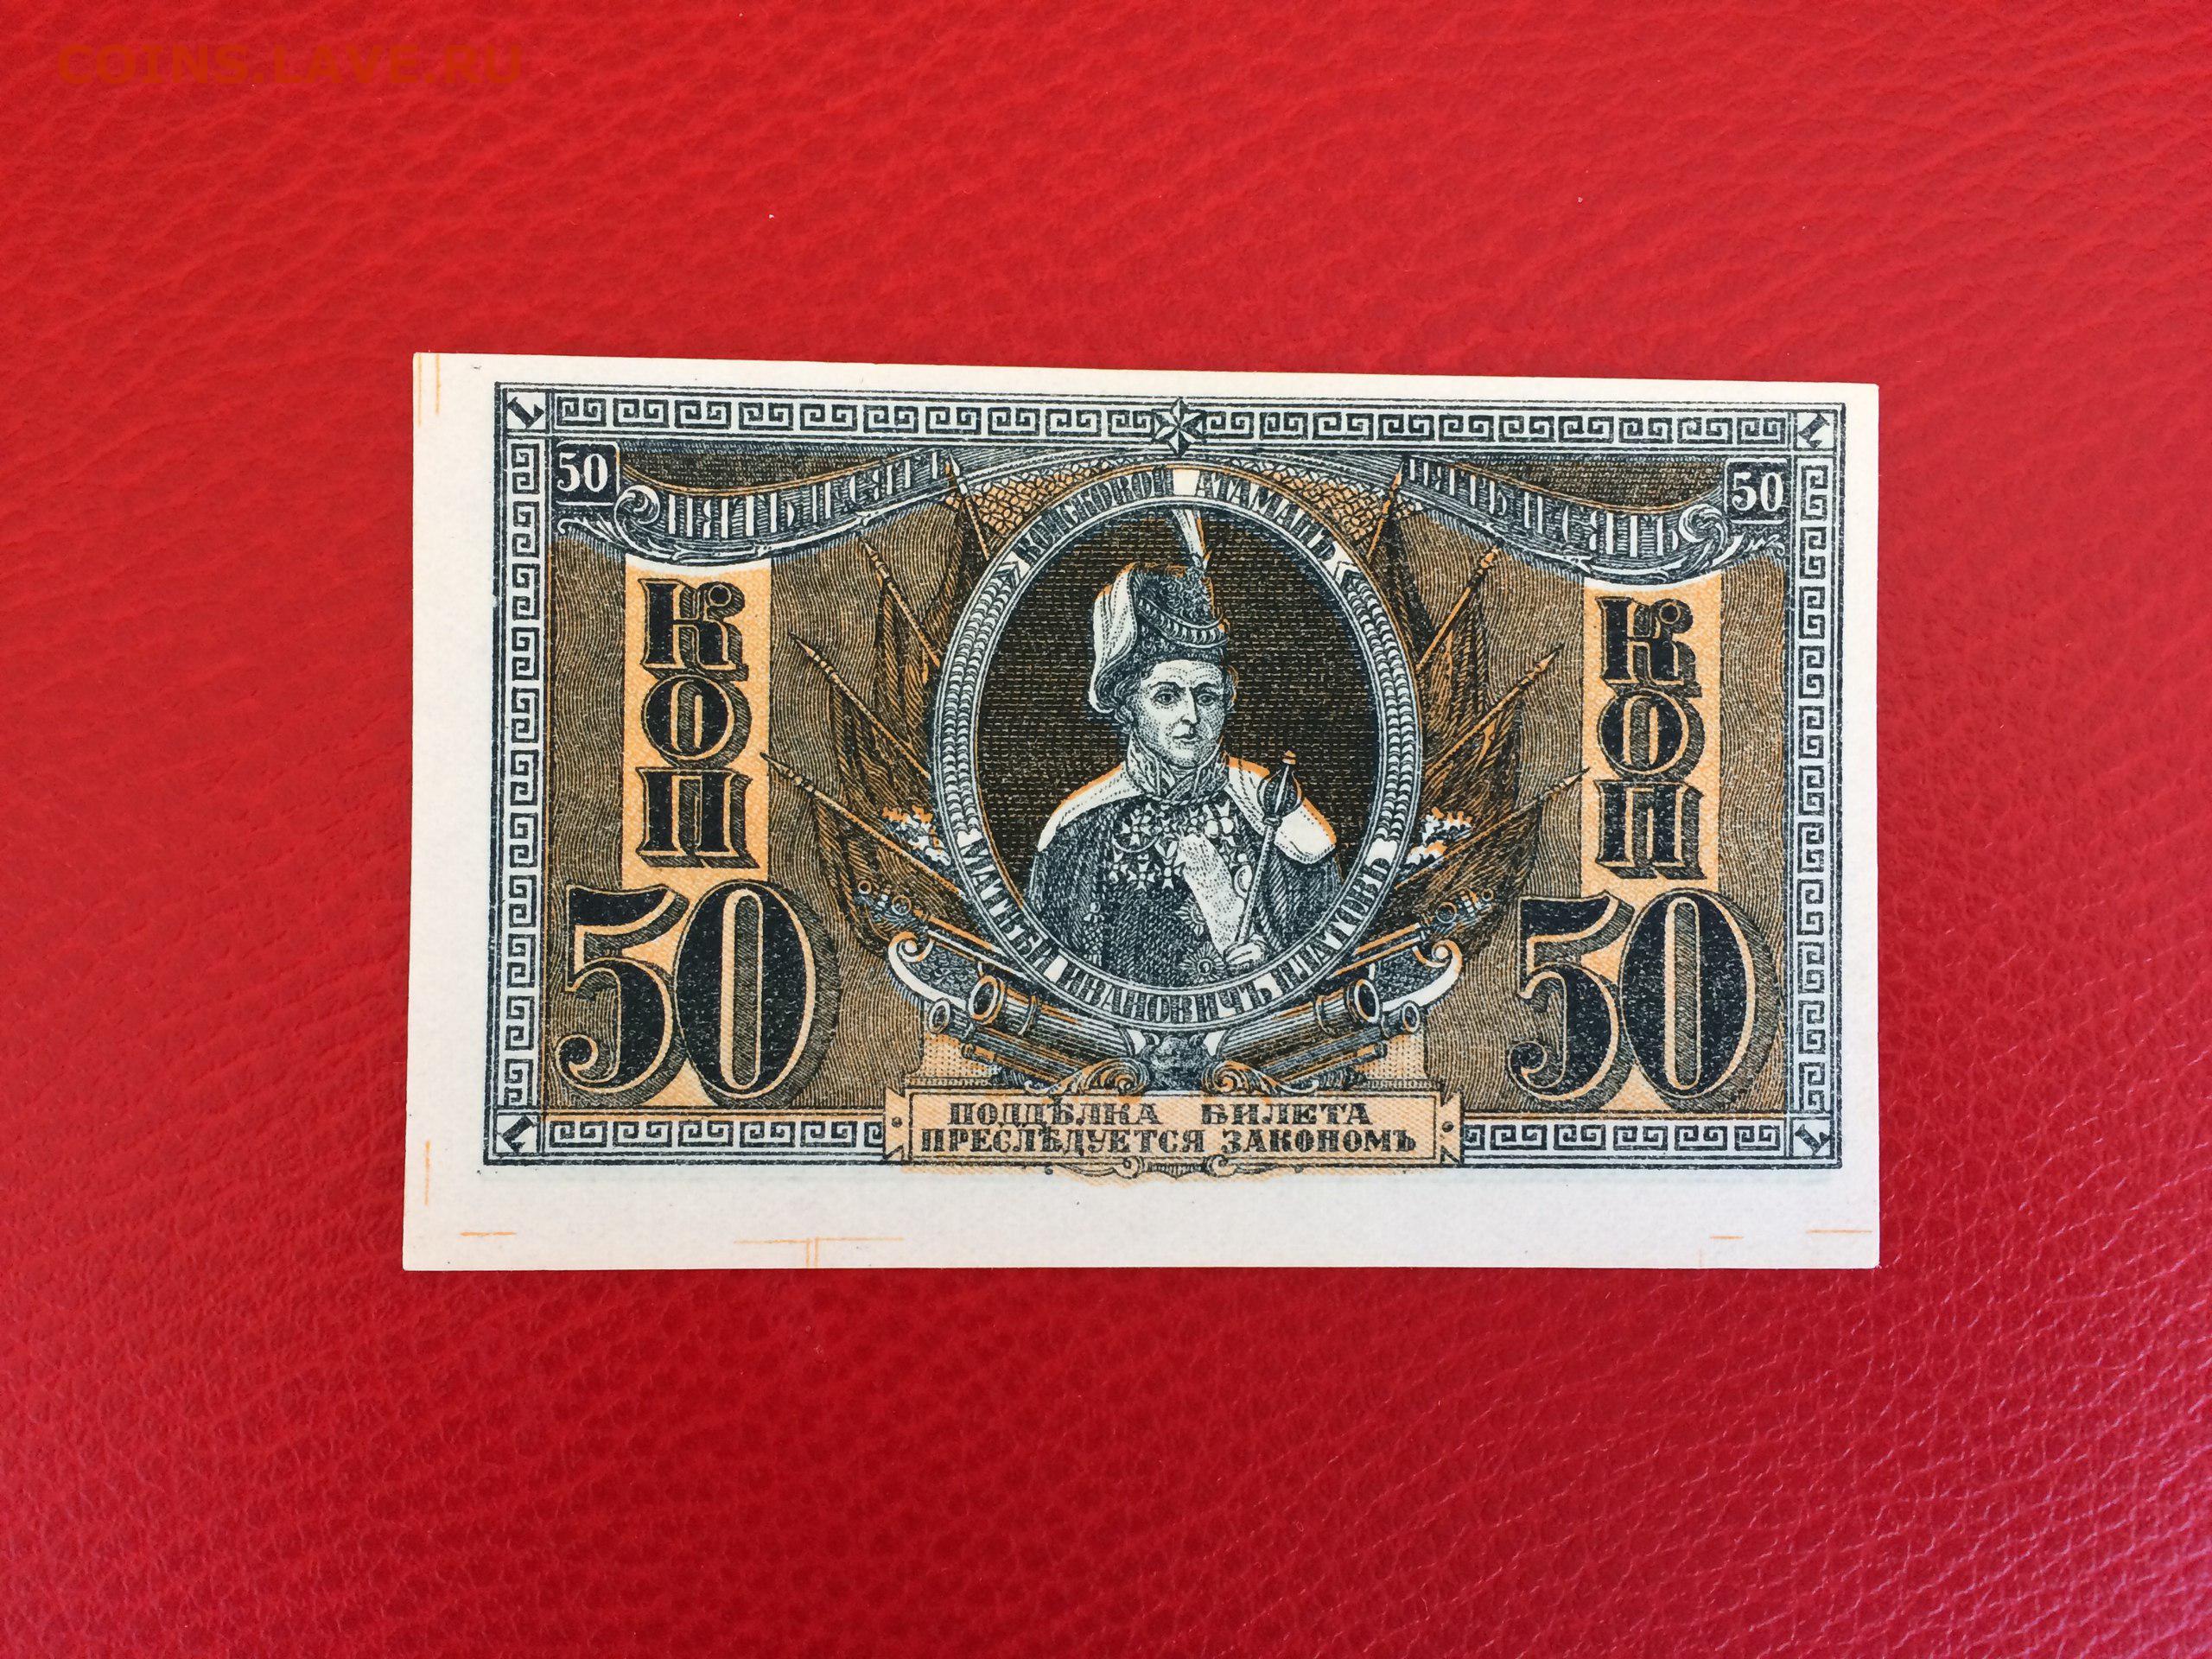 COINS.LAVE.RU
50
ПЯТЬДЕСЯТЪ
ВОЙСКОВОЙ АТАМАНЪ
ПЯТЬДЕСЯТЪ
50
КОП
КОП
50
МАТВЕЙ ИВАНОВИЧЪ ПЛАТОВЪ
50
ПОДДѢЛКА БИЛЕТА
ПРЕСЛѢДУЕТСЯ ЗАКОНОМЪ